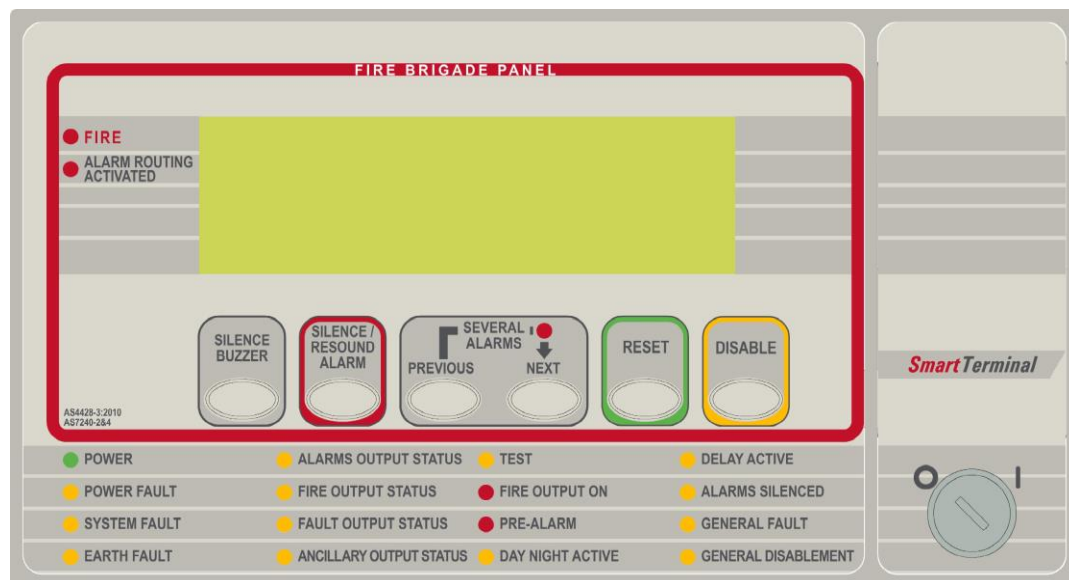 FIRE BRIGADE PANEL
FIRE
ALARM ROUTING
ACTIVATED
SILENCE
BUZZER
SILENCE /
RESOUND
ALARM
SEVERAL
ALARMS
PREVIOUS
NEXT
RESET
DISABLE
AS4428-3:2010
AS7240-2&4
SmartTerminal
POWER
ALARMS OUTPUT STATUS
TEST
DELAY ACTIVE
POWER FAULT
FIRE OUTPUT STATUS
FIRE OUTPUT ON
ALARMS SILENCED
SYSTEM FAULT
FAULT OUTPUT STATUS
PRE-ALARM
GENERAL FAULT
EARTH FAULT
ANCILLARY OUTPUT STATUS
DAY NIGHT ACTIVE
GENERAL DISABLEMENT
O
I